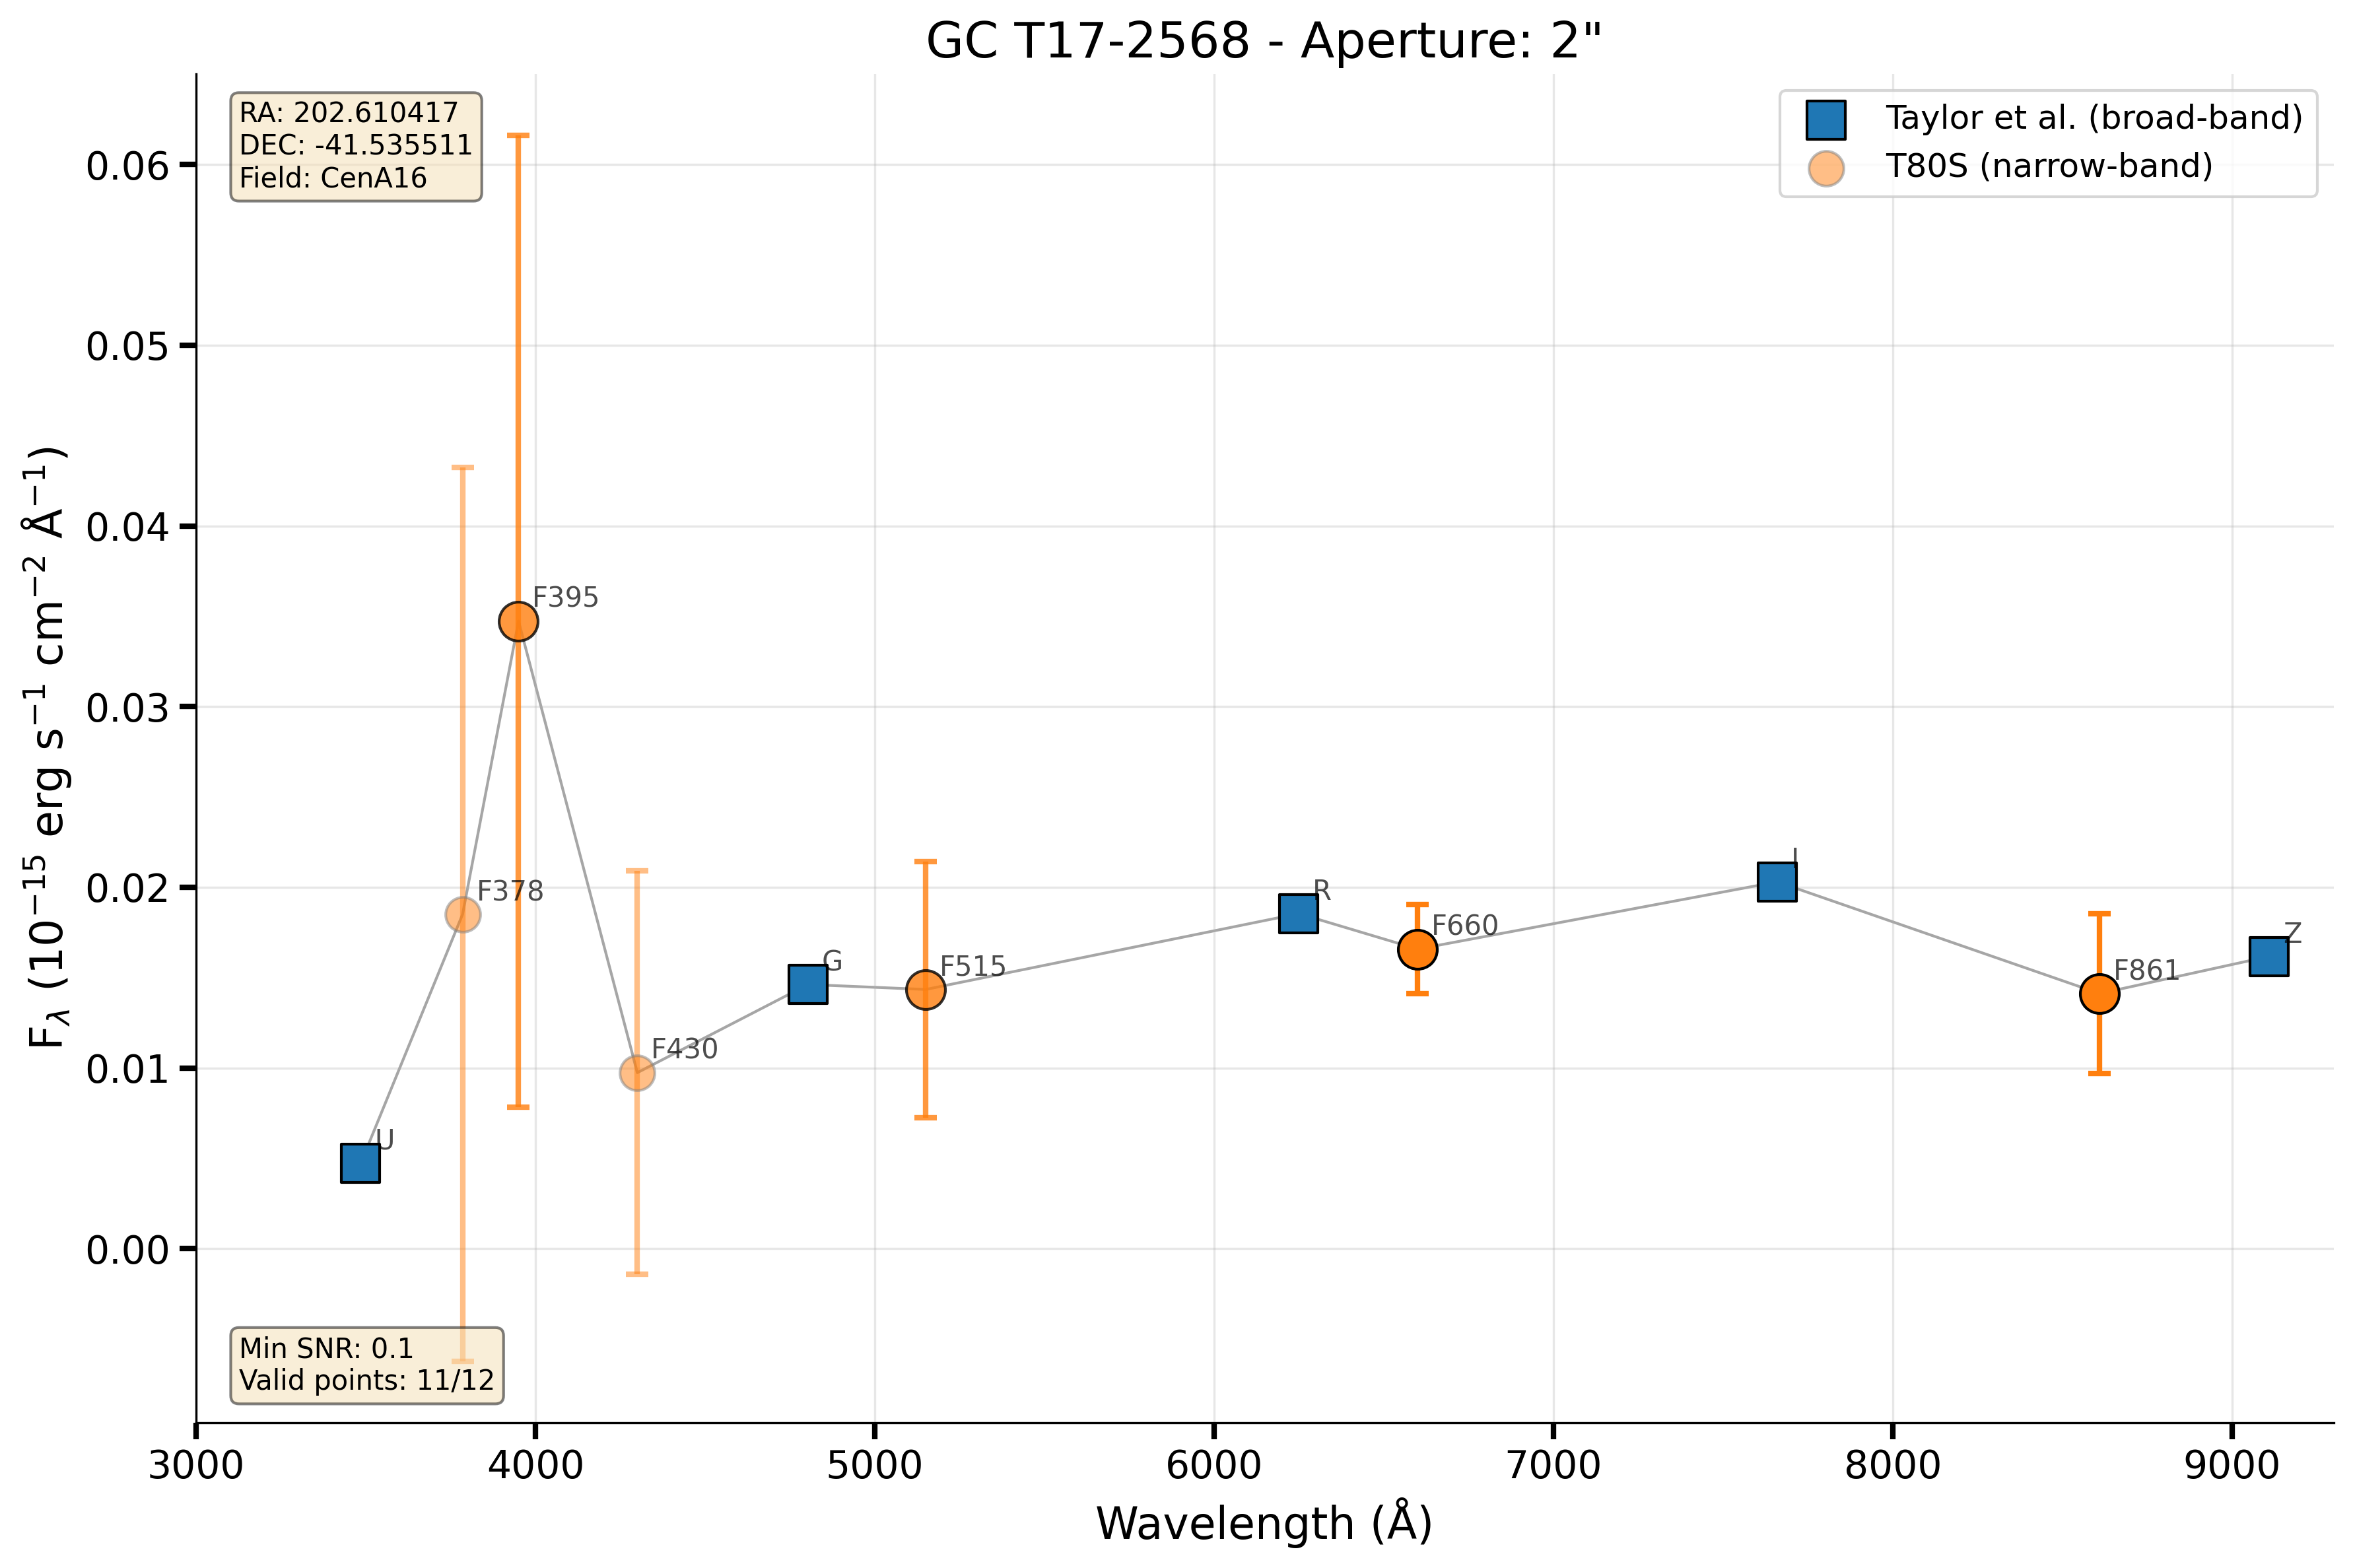 GC T17-2568 - Aperture: 2"
RA: 202.610417
DEC: -41.535511
Field: CenA16
Taylor et al. (broad-band)
T80S (narrow-band)
0.06
0.05
0.04
0.03
0.02
0.01
0.00
F_λ (10⁻¹⁵ erg s⁻¹ cm⁻² Å⁻¹)
F395
F378
I
R
F660
G
F515
F861
Z
F430
U
Min SNR: 0.1
Valid points: 11/12
3000 4000 5000 6000 7000 8000 9000
Wavelength (Å)